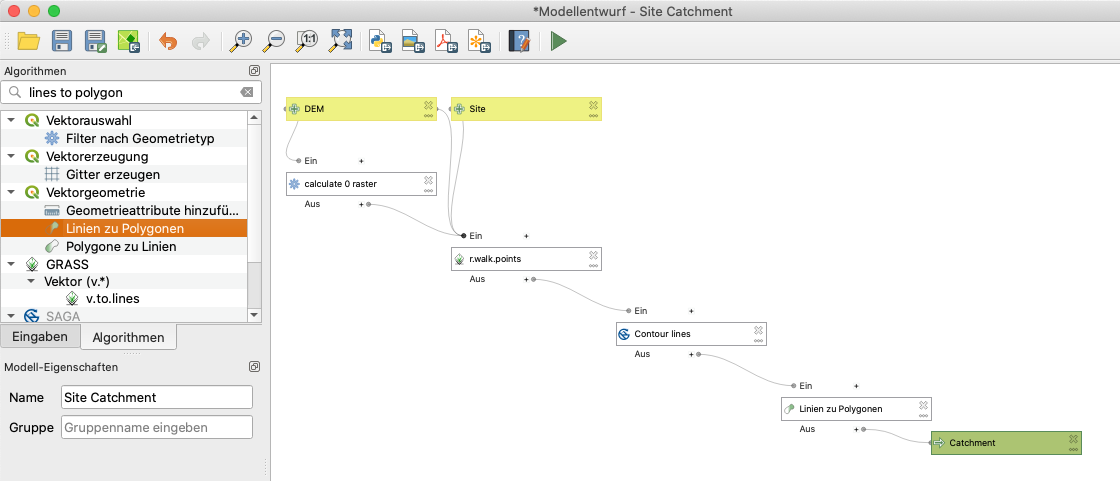 *Modellentwurf - Site Catchment
1:1
Algorithmen
lines to polygon
Vektorauswahl
Filter nach Geometrietyp
Vektorerzeugung
Gitter erzeugen
Vektorgeometrie
Geometrieattribute hinzufü...
Linien zu Polygonen
Polygone zu Linien
GRASS
Vektor (v.*)
v.to.lines
SAGA
Eingaben
Algorithmen
Modell-Eigenschaften
Name
Site Catchment
Gruppe
Gruppenname eingeben
DEM
Site
Ein +
calculate 0 raster
Aus +
Ein +
r.walk.points
Aus +
Ein +
Contour lines
Aus +
Ein +
Linien zu Polygonen
Aus +
Catchment